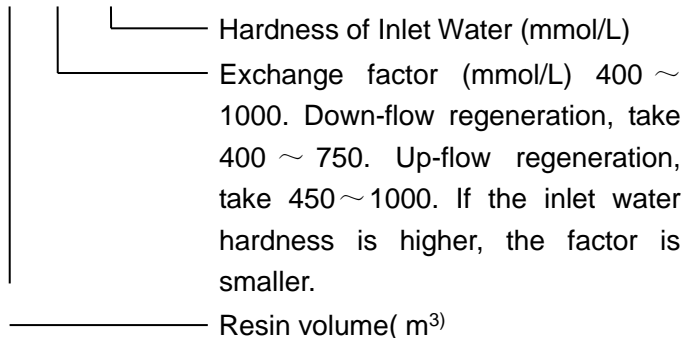 Hardness of Inlet Water (mmol/L)
Exchange factor (mmol/L) 400 ～
1000. Down-flow regeneration, take
400 ～ 750. Up-flow regeneration,
take 450～1000. If the inlet water
hardness is higher, the factor is
smaller.
Resin volume( m³⁾